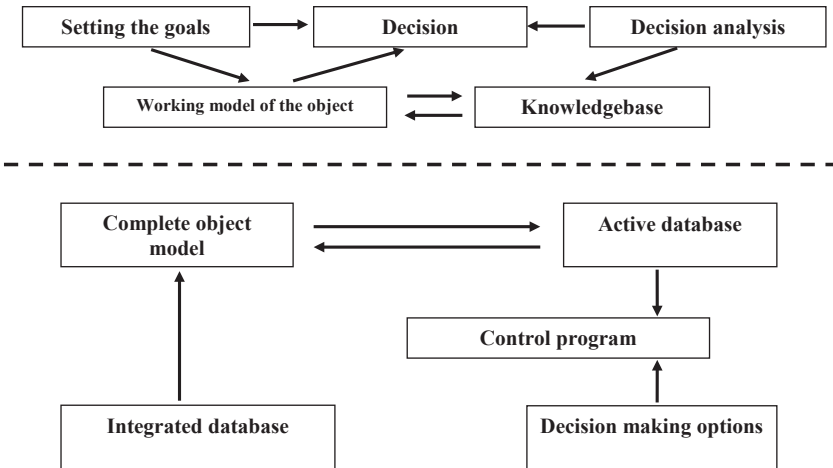 Setting the goals
Decision
Decision analysis
Working model of the object
Knowledgebase
Complete object
model
Active database
Control program
Integrated database
Decision making options